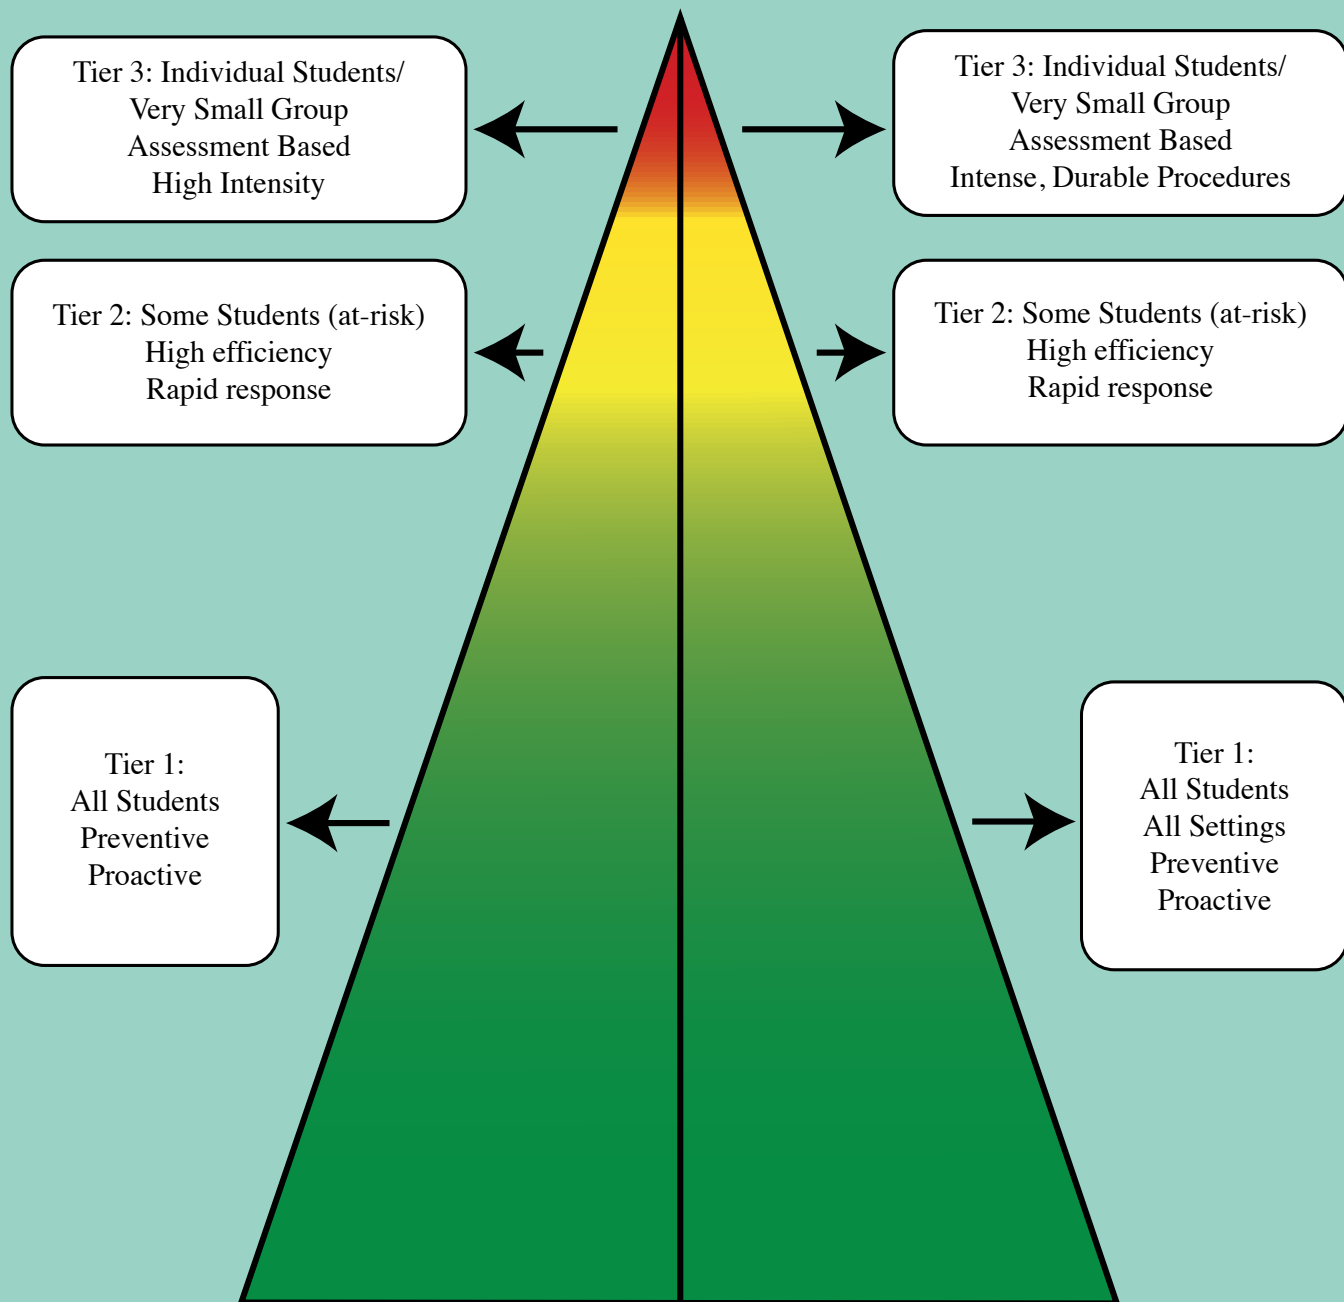 Tier 3: Individual Students/
Very Small Group
Assessment Based
High Intensity
Tier 3: Individual Students/
Very Small Group
Assessment Based
Intense, Durable Procedures
Tier 2: Some Students (at-risk)
High efficiency
Rapid response
Tier 2: Some Students (at-risk)
High efficiency
Rapid response
Tier 1:
All Students
Preventive
Proactive
Tier 1:
All Students
All Settings
Preventive
Proactive